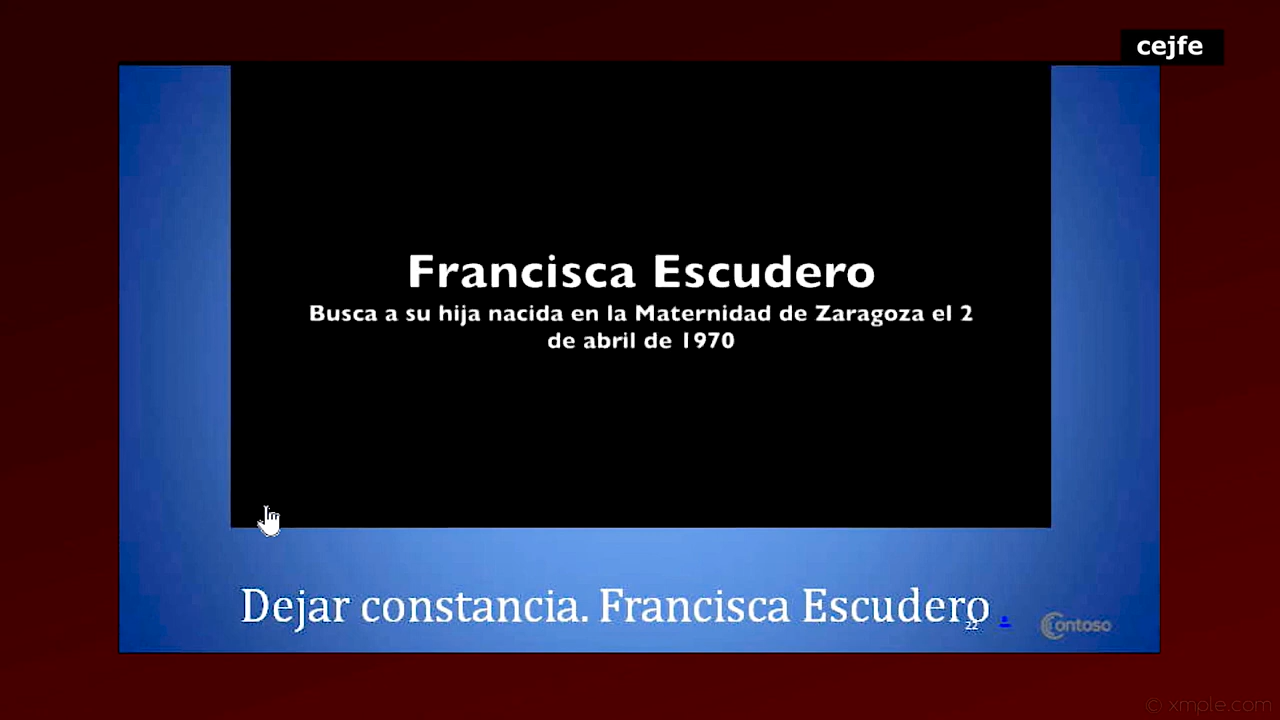 cejfe
Francisca Escudero
Busca a su hija nacida en la Maternidad de Zaragoza el 2
de abril de 1970
Dejar constancia. Francisca Escudero
22
Contoso
© xmple.com